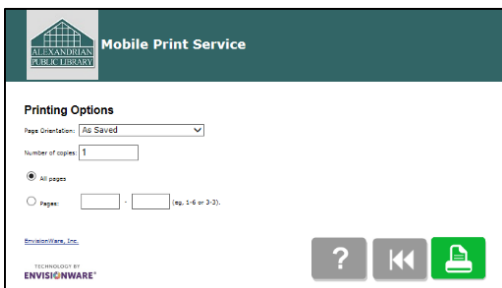 ALEXANDRIAN
PUBLIC LIBRARY
Mobile Print Service
Printing Options
Page Orientation: As Saved
Number of copies: 1
All pages
Pages: - (eg, 1-6 or 3-3).
EnvisionWare, Inc.
?
TECHNOLOGY BY
ENVISIONWARE®